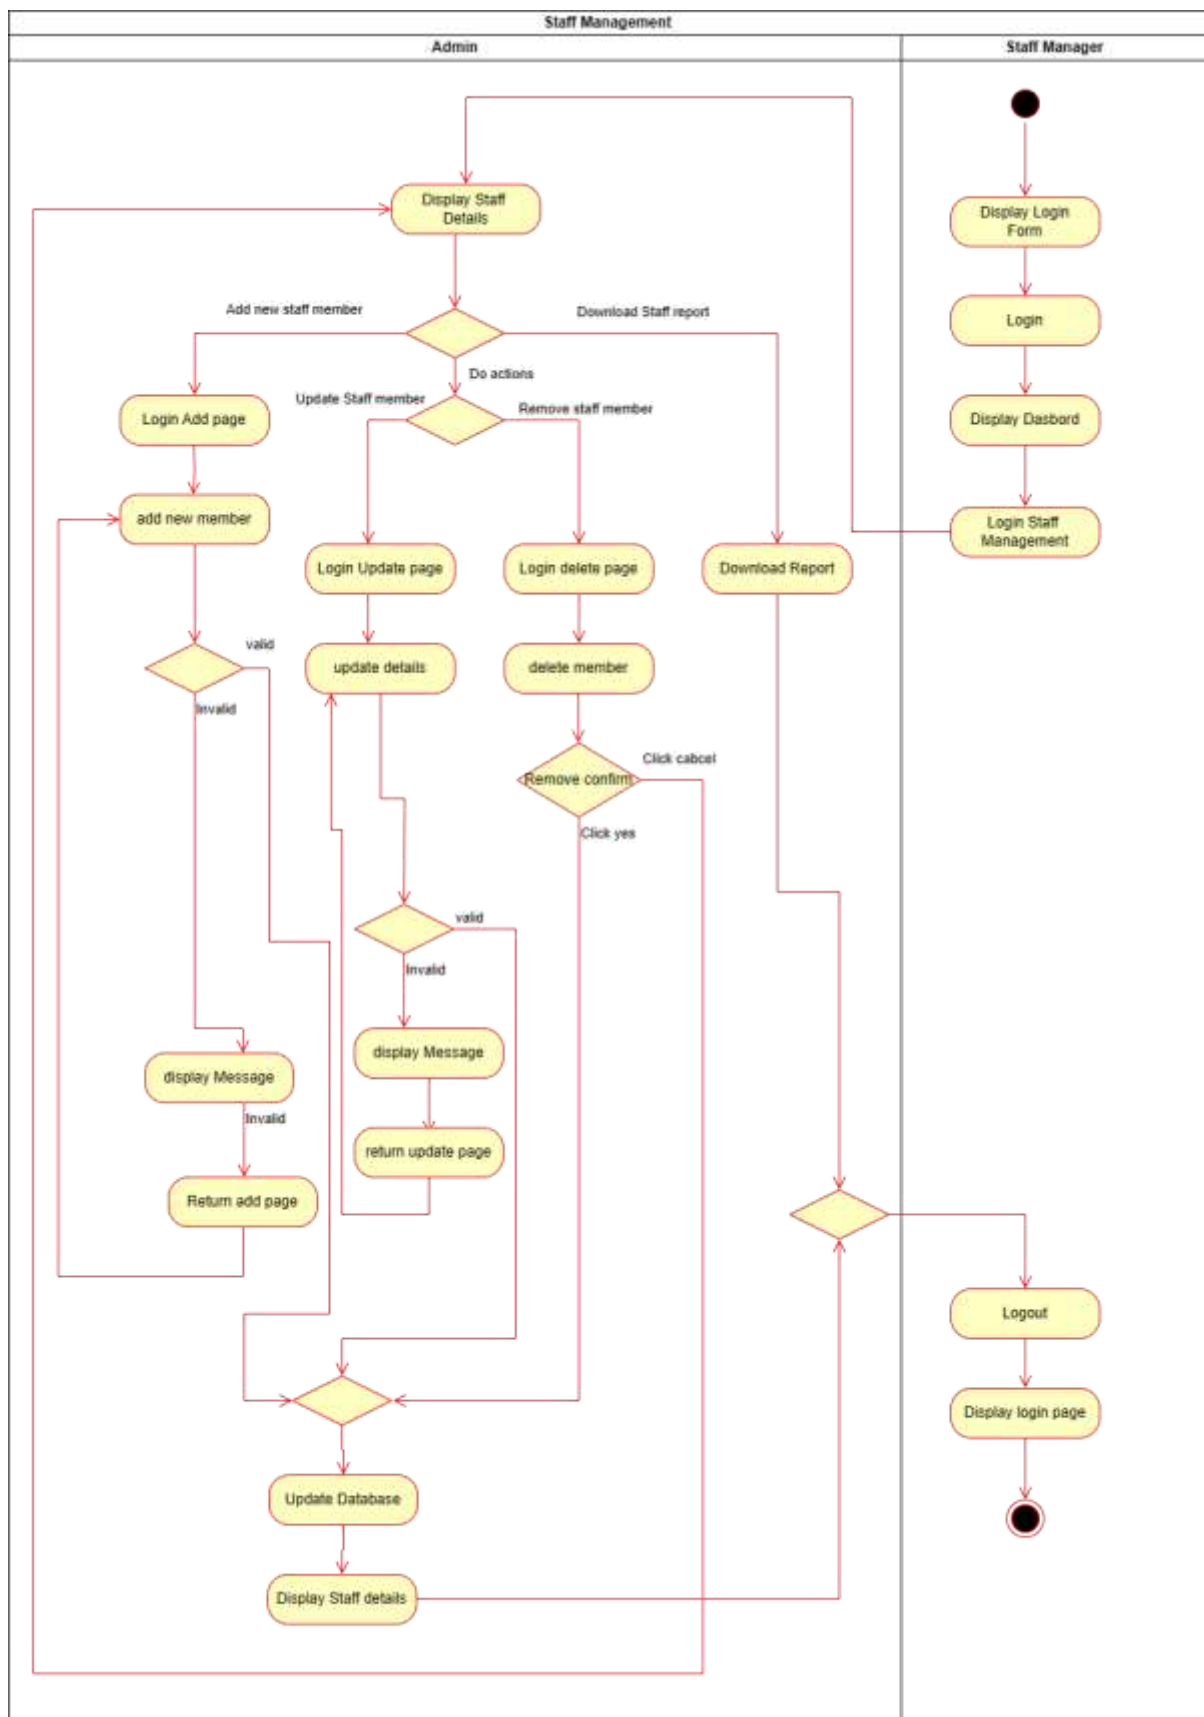 Staff Management
Admin
Staff Manager
Display Staff
Details
Display Login
Form
Add new staff member
Download Staff report
Login
Do actions
Update Staff member
Remove staff member
Login Add page
Display Dasbord
add new member
Login Staff
Management
Login Update page
Login delete page
Download Report
valid
update details
delete member
Invalid
Click cabcel
Remove confirm
Click yes
valid
Invalid
display Message
display Message
Invalid
return update page
Return add page
Logout
Display login page
Update Database
Display Staff details